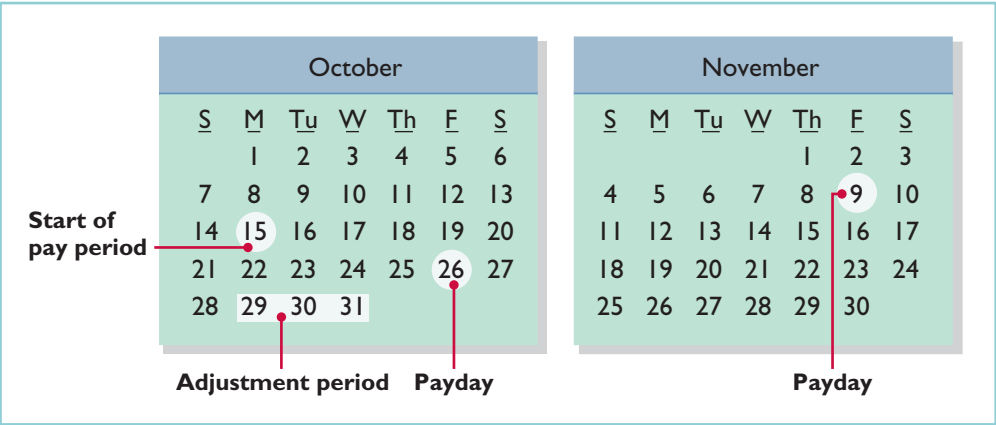 October
S M Tu W Th F S
1 2 3 4 5 6
7 8 9 10 11 12 13
14 15 16 17 18 19 20
21 22 23 24 25 26 27
28 29 30 31
November
S M Tu W Th F S
1 2 3
4 5 6 7 8 9 10
11 12 13 14 15 16 17
18 19 20 21 22 23 24
25 26 27 28 29 30
Start of
pay period
Adjustment period
Payday
Payday